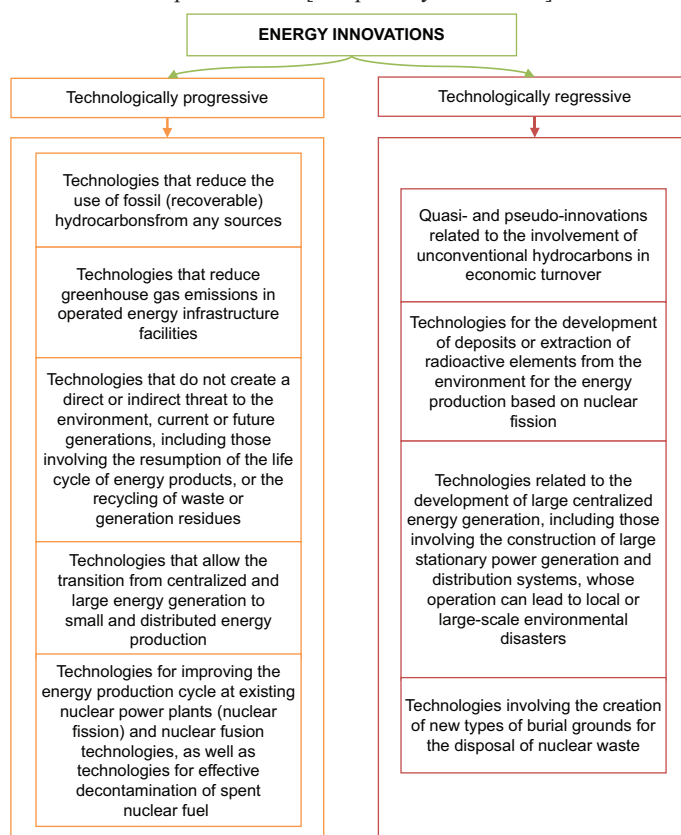 ENERGY INNOVATIONS
Technologically progressive
Technologies that reduce the
use of fossil (recoverable)
hydrocarbonsfrom any sources
Technologies that reduce
greenhouse gas emissions in
operated energy infrastructure
facilities
Technologies that do not create a
direct or indirect threat to the
environment, current or future
generations, including those
involving the resumption of the life
cycle of energy products, or the
recycling of waste or
generation residues
Technologies that allow the
transition from centralized and
large energy generation to
small and distributed energy
production
Technologies for improving the
energy production cycle at existing
nuclear power plants (nuclear
fission) and nuclear fusion
technologies, as well as
technologies for effective
decontamination of spent
nuclear fuel
Technologically regressive
Quasi- and pseudo-innovations
related to the involvement of
unconventional hydrocarbons in
economic turnover
Technologies for the development
of deposits or extraction of
radioactive elements from the
environment for the energy
production based on nuclear
fission
Technologies related to the
development of large centralized
energy generation, including those
involving the construction of large
stationary power generation and
distribution systems, whose
operation can lead to local or
large-scale environmental
disasters
Technologies involving the creation
of new types of burial grounds for
the disposal of nuclear waste